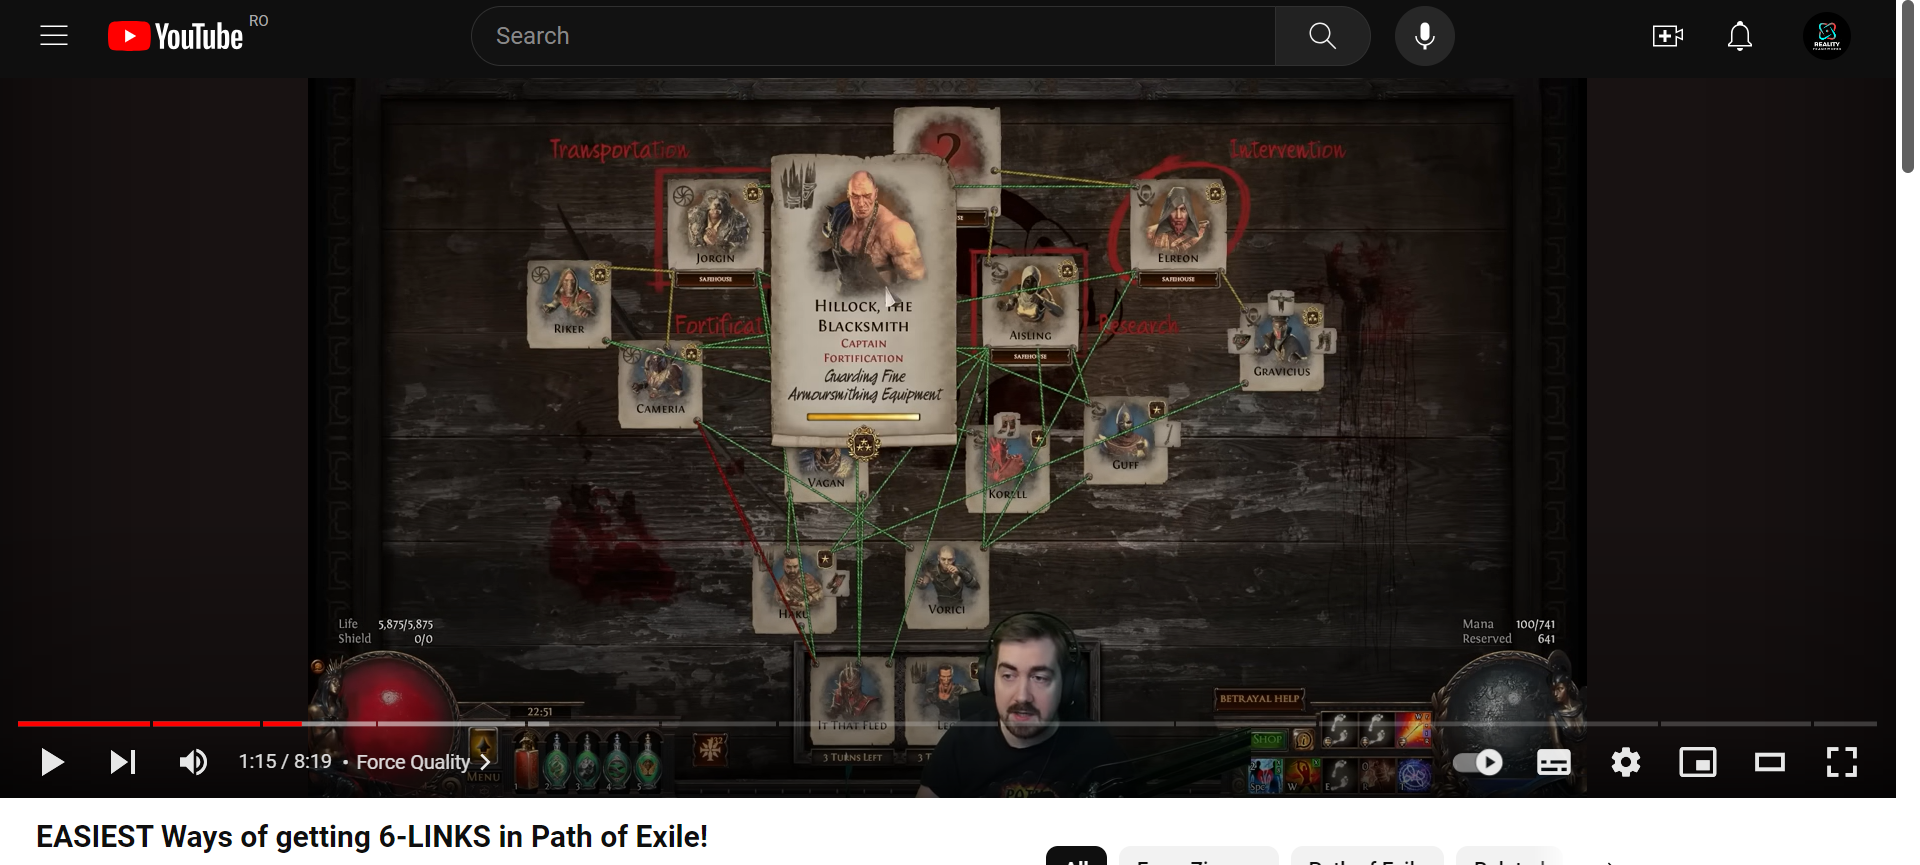 YouTube RO
Search
REALITY
Transportation
Intervention
JORGIN
SAFEHOUSE
ELREON
SAFEHOUSE
RIKER
HILLOCK, THE
BLACKSMITH
CAPTAIN
FORTIFICATION
Guarding Fine
Armoursmithing Equipment
Fortificat
Research
AISLING
SAFEHOUSE
GRAVICIUS
CAMERIA
VAGAN
KORELL
GUFF
HAKU
VORICI
Life 5,875/5,875
Shield 0/0
Mana 100/741
Reserved 641
BETRAYAL HELP
22:51
IT THAT FLED
3 TURNS LEFT
SHOP
MENU
1:15 / 8:19 • Force Quality
EASIEST Ways of getting 6-LINKS in Path of Exile!
All